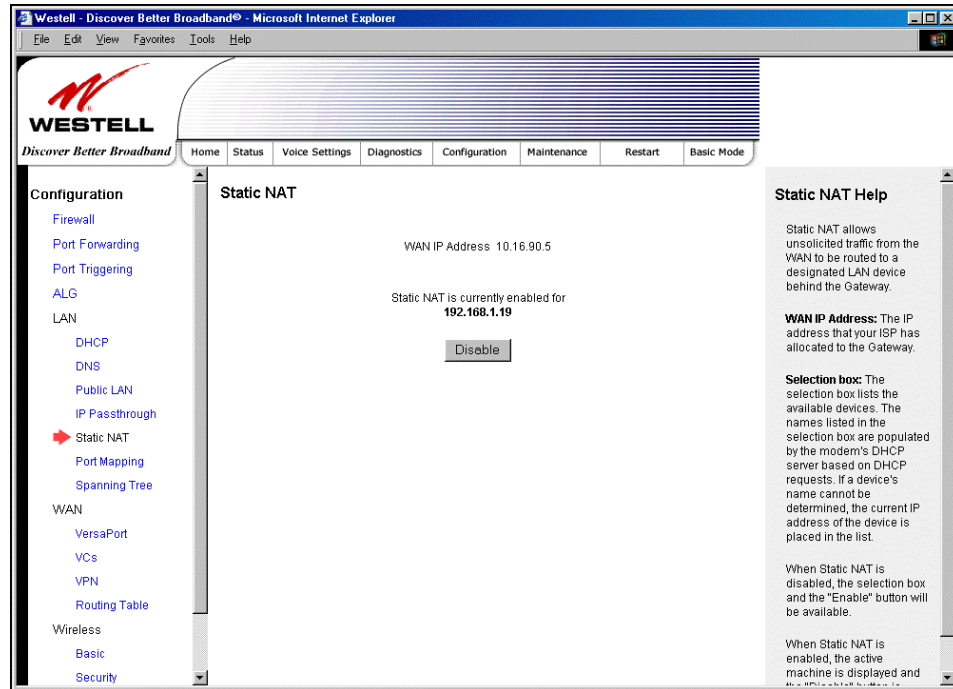 Westell - Discover Better Broadband® - Microsoft Internet Explorer
File Edit View Favorites Tools Help
WESTELL
Discover Better Broadband
Home Status Voice Settings Diagnostics Configuration Maintenance Restart Basic Mode
Configuration
Firewall
Port Forwarding
Port Triggering
ALG
LAN
DHCP
DNS
Public LAN
IP Passthrough
Static NAT
Port Mapping
Spanning Tree
WAN
VersaPort
VCs
VPN
Routing Table
Wireless
Basic
Security
Static NAT
WAN IP Address 10.16.90.5
Static NAT is currently enabled for
192.168.1.19
Disable
Static NAT Help
Static NAT allows
unsolicited traffic from the
WAN to be routed to a
designated LAN device
behind the Gateway.
WAN IP Address: The IP
address that your ISP has
allocated to the Gateway.
Selection box: The
selection box lists the
available devices. The
names listed in the
selection box are populated
by the modem's DHCP
server based on DHCP
requests. If a device's
name cannot be
determined, the current IP
address of the device is
placed in the list.
When Static NAT is
disabled, the selection box
and the "Enable" button will
be available.
When Static NAT is
enabled, the active
machine is displayed and
the "Disable" button is